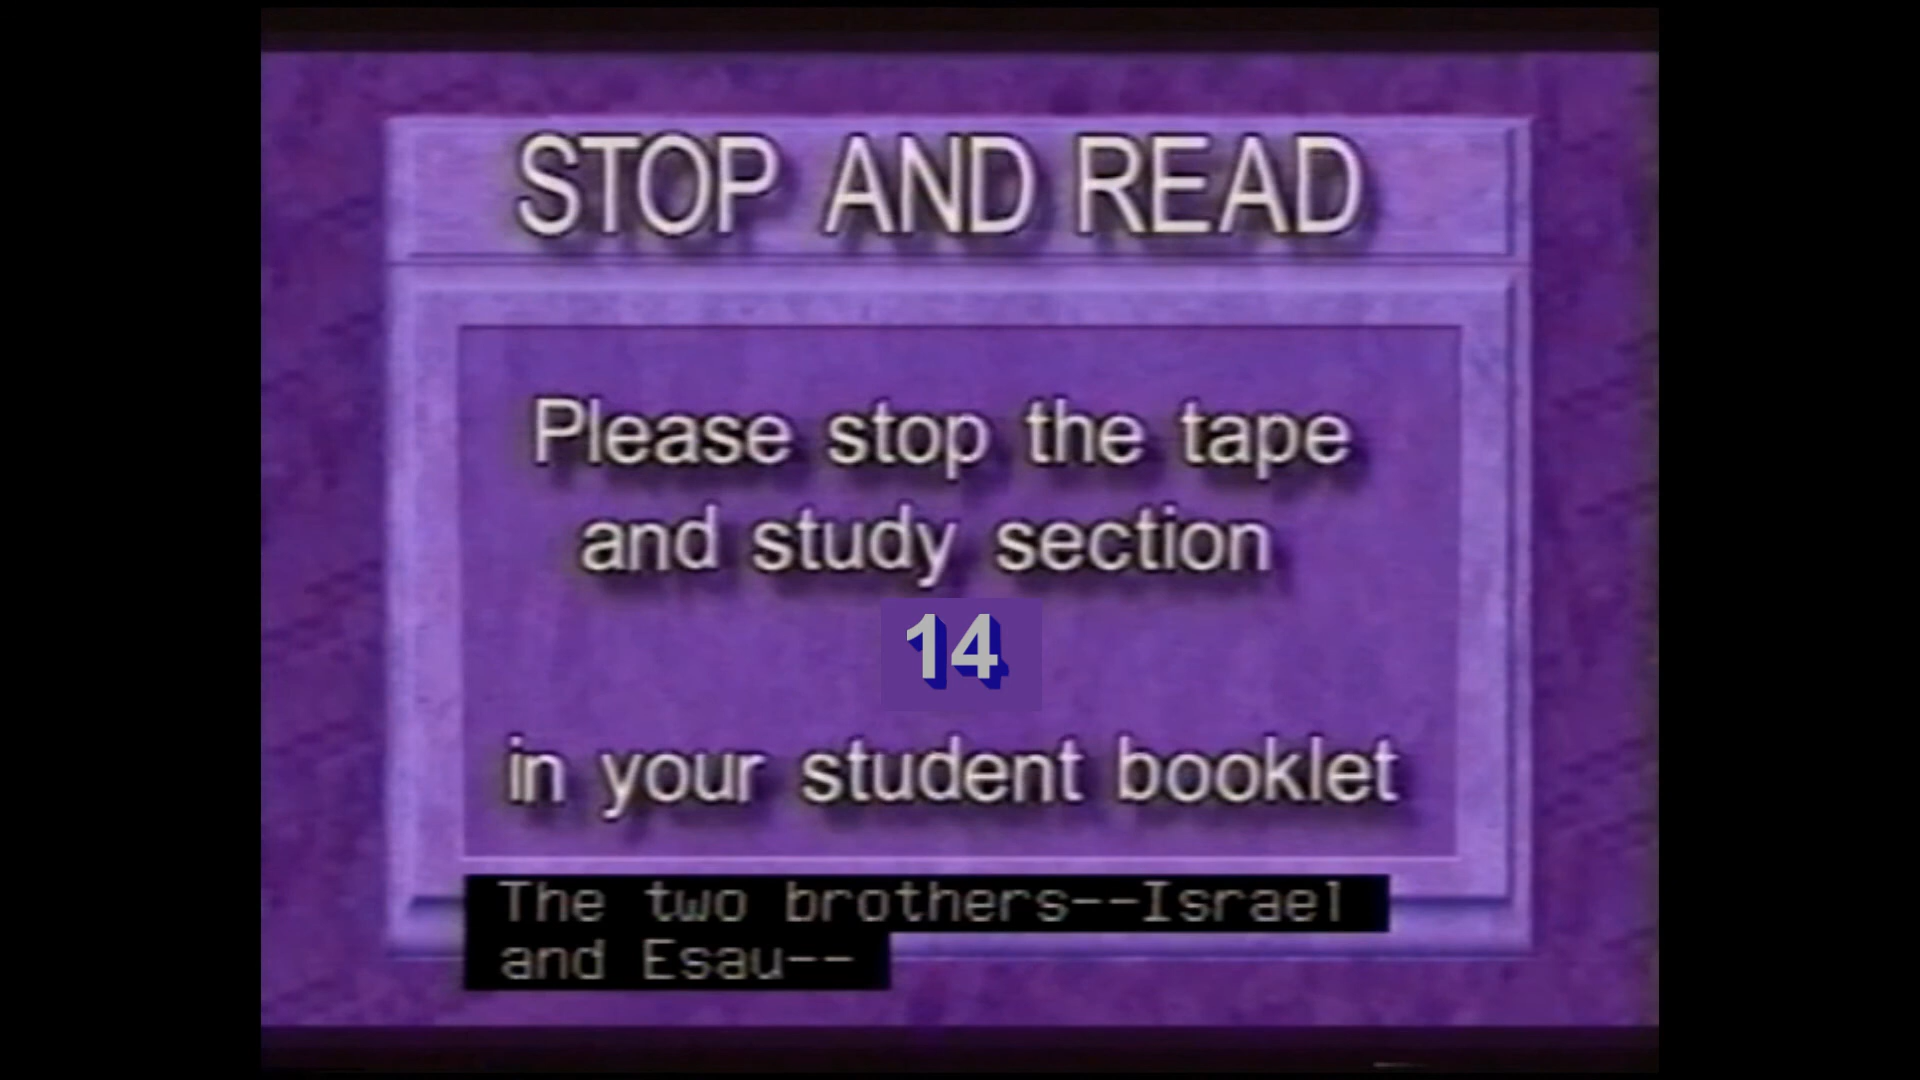 STOP AND READ
Please stop the tape
and study section
14
in your student booklet
The two brothers--Israel
and Esau--